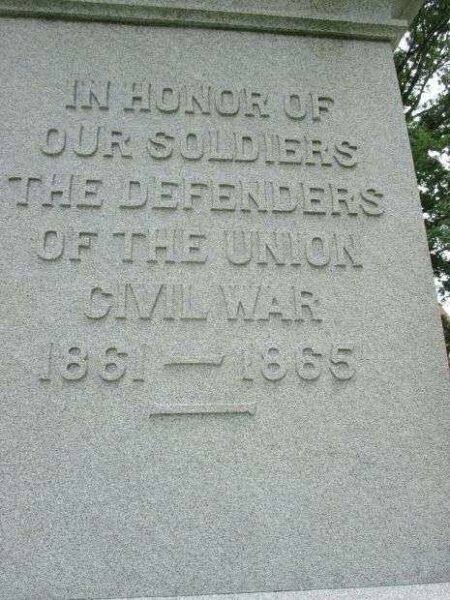 IN HONOR OF
OUR SOLDIERS
THE DEFENDERS
OF THE UNION
CIVIL WAR
1861 — 1865